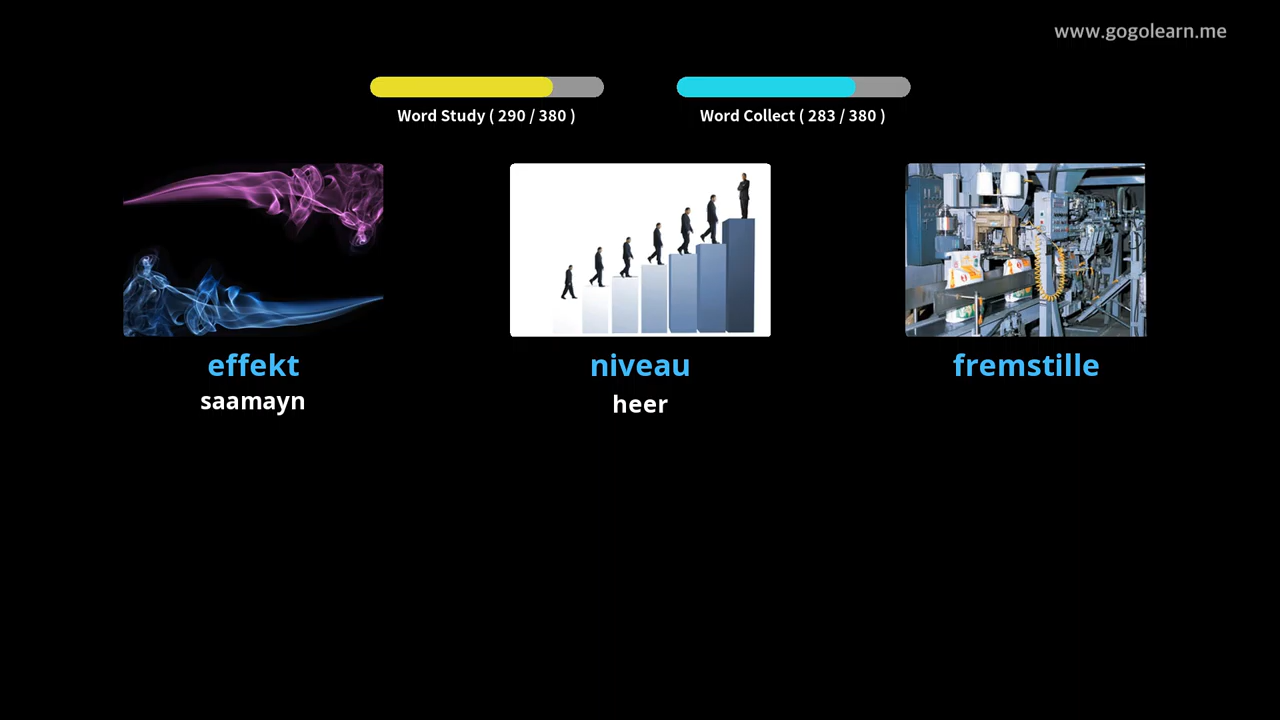 www.gogolearn.me
Word Study ( 290 / 380 )
Word Collect ( 283 / 380 )
effekt
saamayn
niveau
heer
fremstille